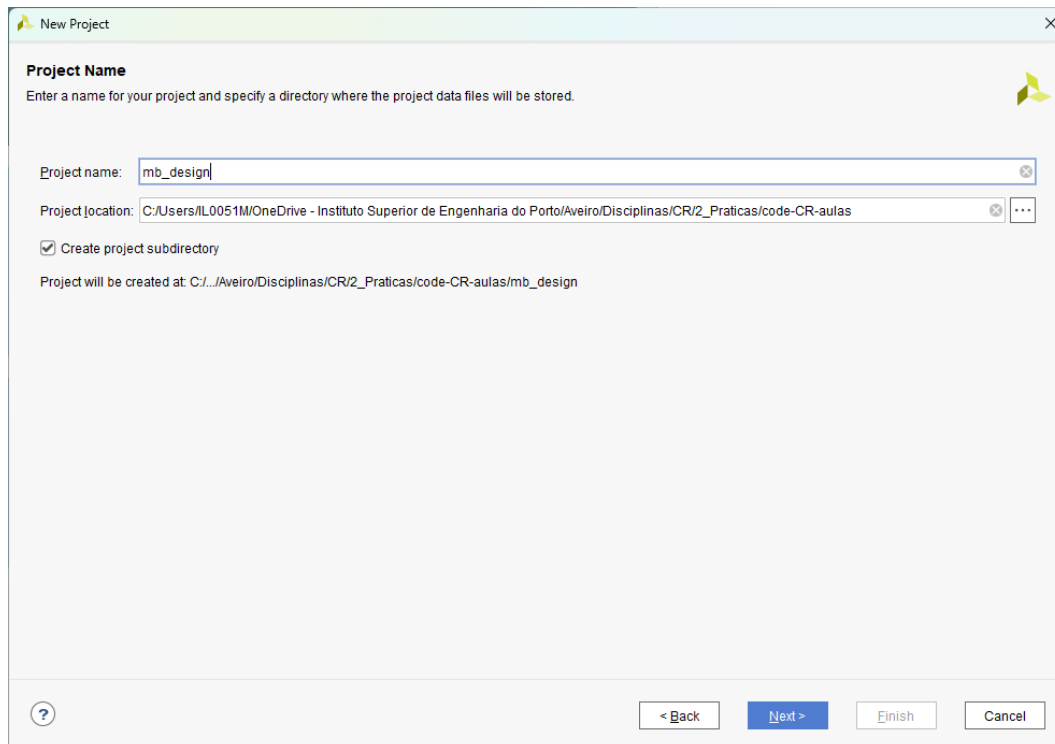 New Project
Project Name
Enter a name for your project and specify a directory where the project data files will be stored.
Project name: mb_design
Project location: C:/Users/IL0051M/OneDrive - Instituto Superior de Engenharia do Porto/Aveiro/Disciplinas/CR/2_Praticas/code-CR-aulas ...
Create project subdirectory
Project will be created at: C:/.../Aveiro/Disciplinas/CR/2_Praticas/code-CR-aulas/mb_design
? < Back Next > Finish Cancel